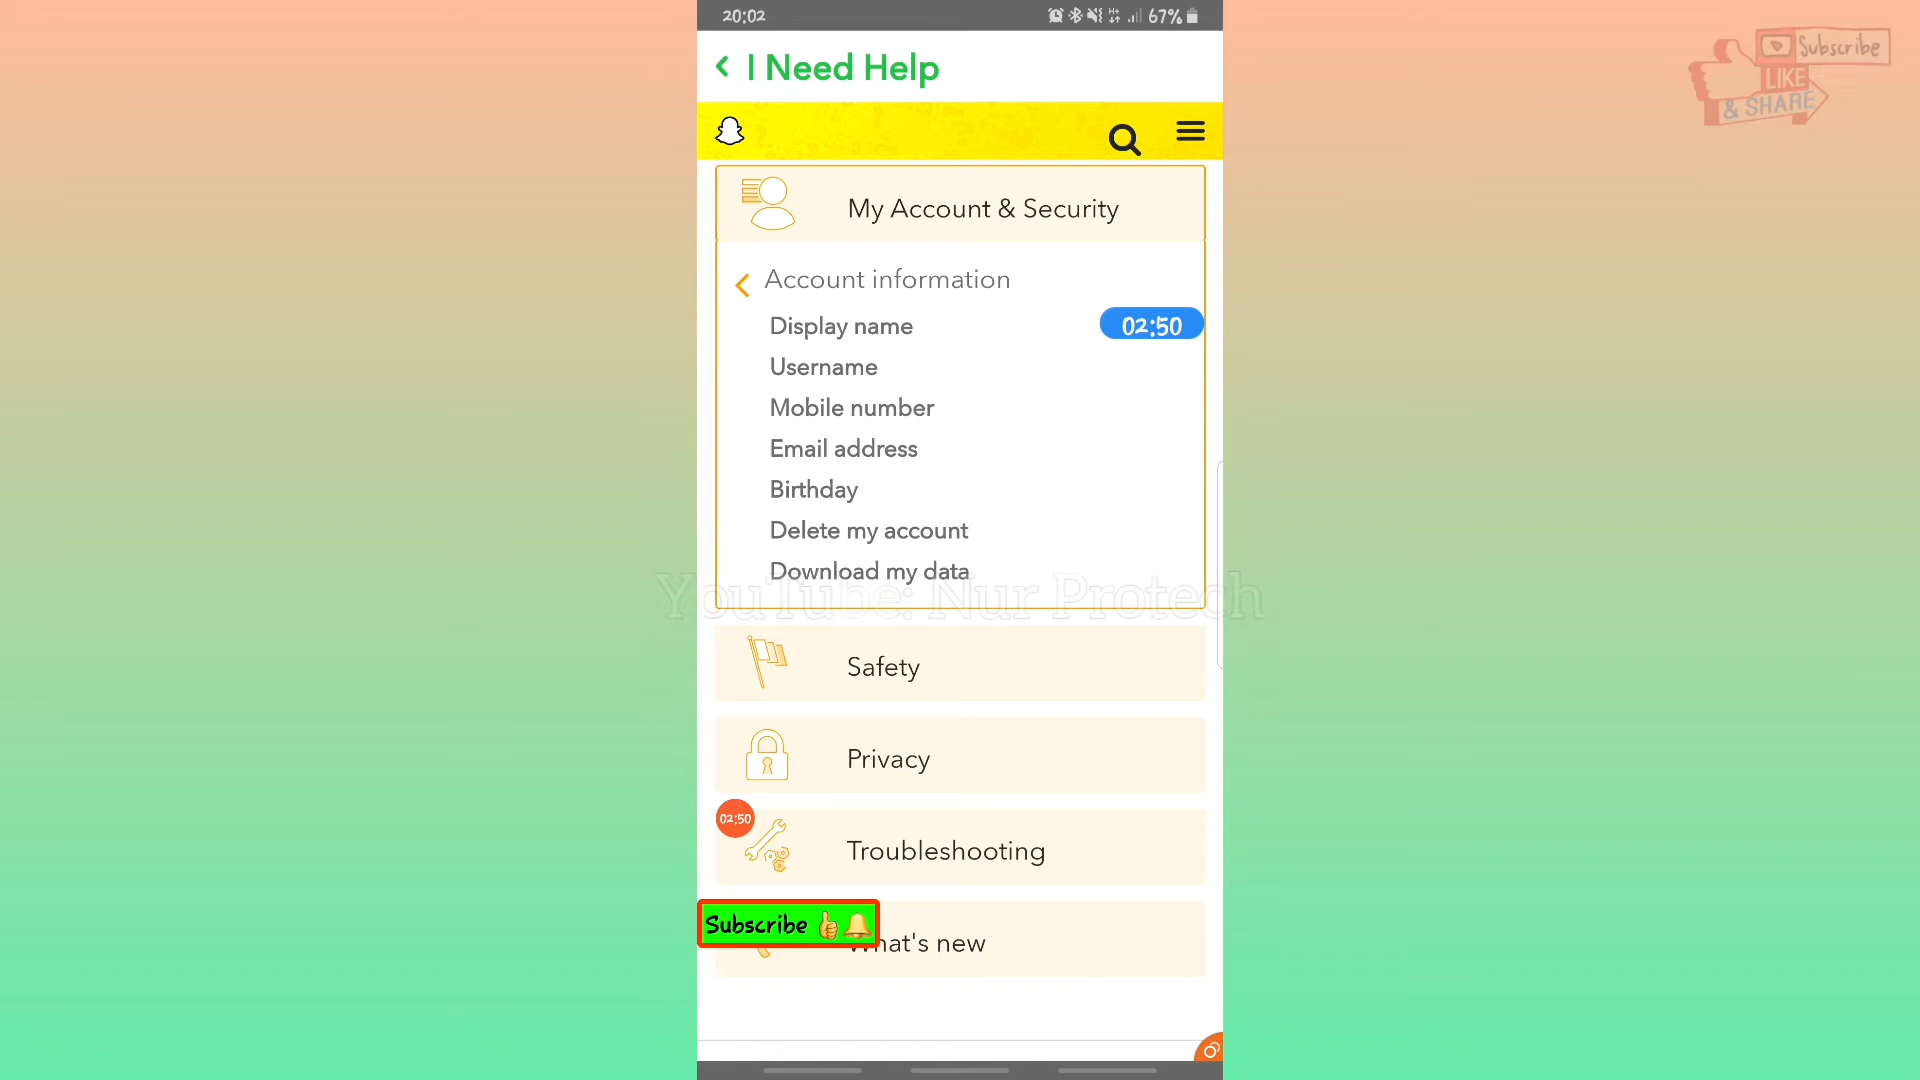 20:02
67%
I Need Help
Subscribe
LIKE
& SHARE
My Account & Security
Account information
Display name
02:50
Username
Mobile number
Email address
Birthday
Delete my account
Download my data
YouTube: Nur Protech
Safety
Privacy
02:50
Troubleshooting
Subscribe
What's new